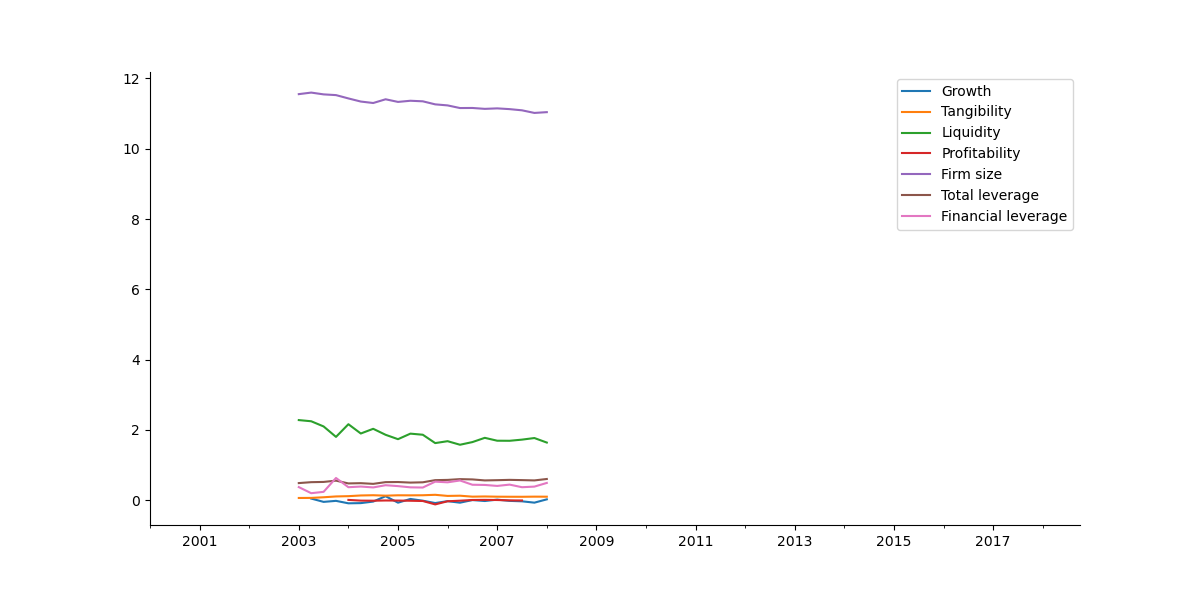 12
10
8
6
4
2
0
2001 2003 2005 2007 2009 2011 2013 2015 2017
Growth
Tangibility
Liquidity
Profitability
Firm size
Total leverage
Financial leverage